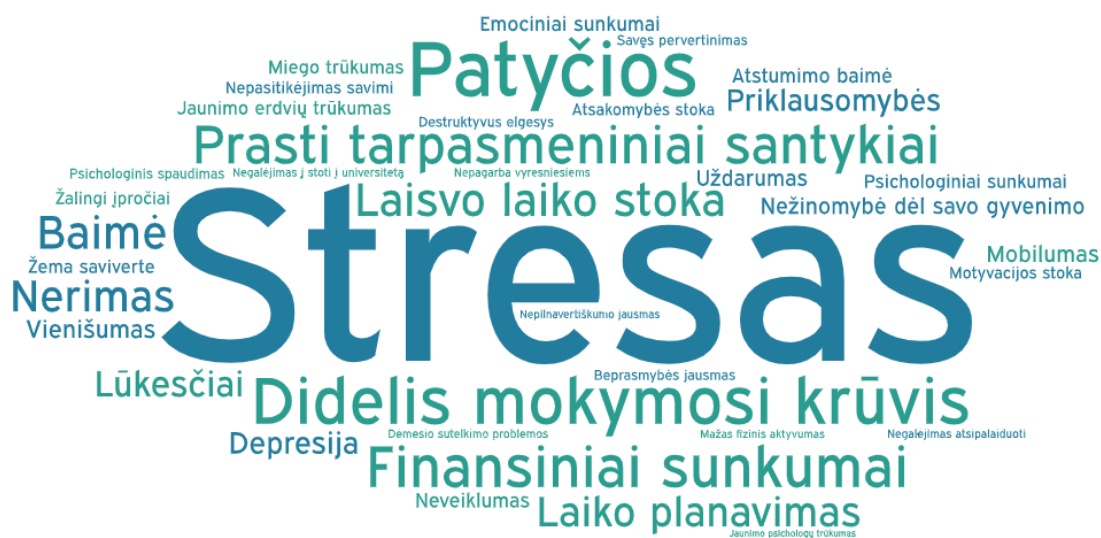 Emociniai sunkumai
Savęs pervertinimas
Patyčios
Miego trūkumas
Atstumimo baimė
Nepasitikėjimas savimi
Priklausomybės
Jaunimo erdvių trūkumas
Atsakomybės stoka
Destruktyvus elgesys
Prasti tarpasmeniniai santykiai
Psichologinis spaudimas
Negalėjimas į stoti į universitetą
Nepagarba vyresniesiems
Uždarumas
Psichologiniai sunkumai
Žalingi įpročiai
Laisvo laiko stoka
Nežinomybė dėl savo gyvenimo
Baimė
Stresas
Mobilumas
Žema saviverte
Motyvacijos stoka
Nerimas
Nepilnavertiškumo jausmas
Vienišumas
Beprasmybės jausmas
Lūkesčiai
Didelis mokymosi krūvis
Depresija
Dėmesio sutelkimo problemos
Mažas fizinis aktyvumas
Negalėjimas atsipalaiduoti
Finansiniai sunkumai
Neveiklumas
Laiko planavimas
Jaunimo psichologų trūkumas